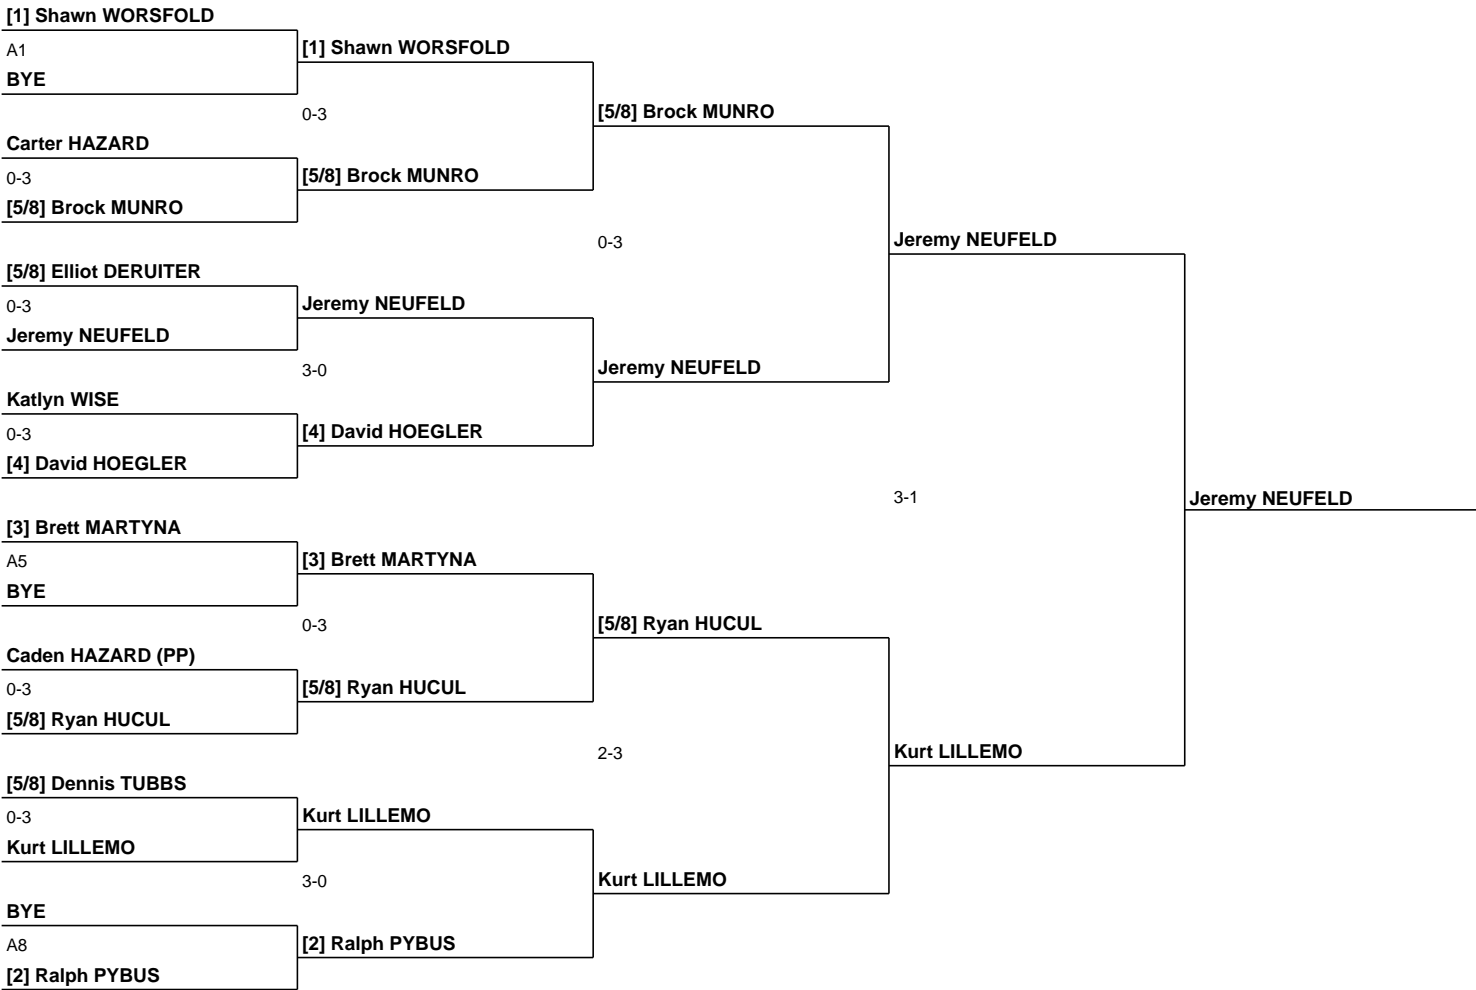 [1] Shawn WORSFOLD
A1
BYE
Carter HAZARD
0-3
[5/8] Brock MUNRO
[5/8] Elliot DERUITER
0-3
Jeremy NEUFELD
Katlyn WISE
0-3
[4] David HOEGLER
[3] Brett MARTYNA
A5
BYE
Caden HAZARD (PP)
0-3
[5/8] Ryan HUCUL
[5/8] Dennis TUBBS
0-3
Kurt LILLEMO
BYE
A8
[2] Ralph PYBUS
[1] Shawn WORSFOLD
0-3
[5/8] Brock MUNRO
Jeremy NEUFELD
3-0
[4] David HOEGLER
[3] Brett MARTYNA
0-3
[5/8] Ryan HUCUL
Kurt LILLEMO
3-0
[2] Ralph PYBUS
[5/8] Brock MUNRO
0-3
Jeremy NEUFELD
[5/8] Ryan HUCUL
2-3
Kurt LILLEMO
Jeremy NEUFELD
3-1
Kurt LILLEMO
Jeremy NEUFELD